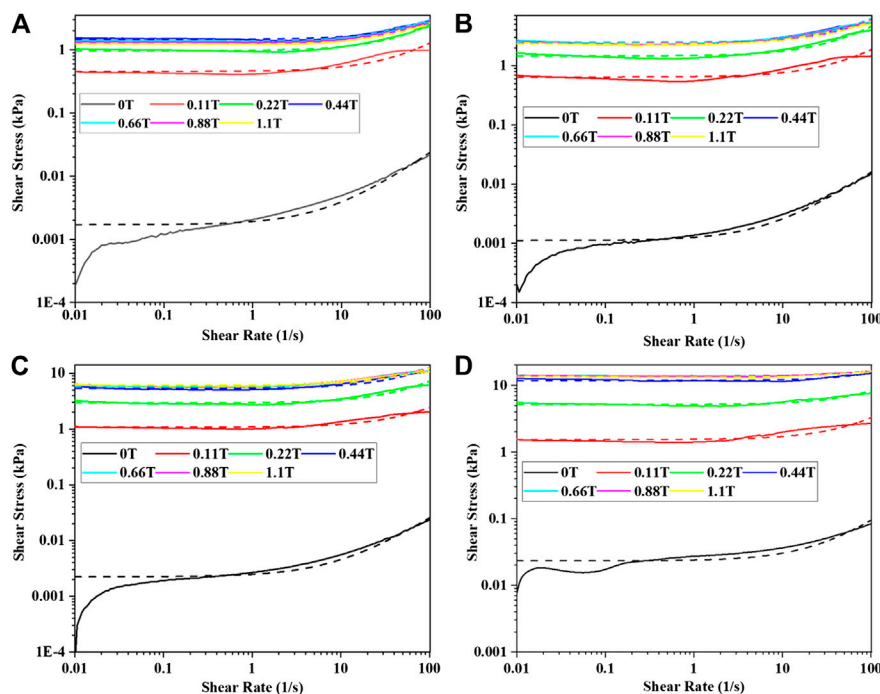 A
Shear Stress (kPa)
1
0.1
0.01
0.001
1E-4
0T 0.11T 0.22T 0.44T
0.66T 0.88T 1.1T
0.01 0.1 1 10 100
Shear Rate (1/s)
B
Shear Stress (kPa)
10
1
0.1
0.01
0.001
1E-4
0T 0.11T 0.22T 0.44T
0.66T 0.88T 1.1T
0.01 0.1 1 10 100
Shear Rate (1/s)
C
Shear Stress (kPa)
10
1
0.1
0.01
0.001
1E-4
0T 0.11T 0.22T 0.44T
0.66T 0.88T 1.1T
0.01 0.1 1 10 100
Shear Rate (1/s)
D
Shear Stress (kPa)
10
1
0.1
0.01
0.001
0T 0.11T 0.22T 0.44T
0.66T 0.88T 1.1T
0.01 0.1 1 10 100
Shear Rate (1/s)